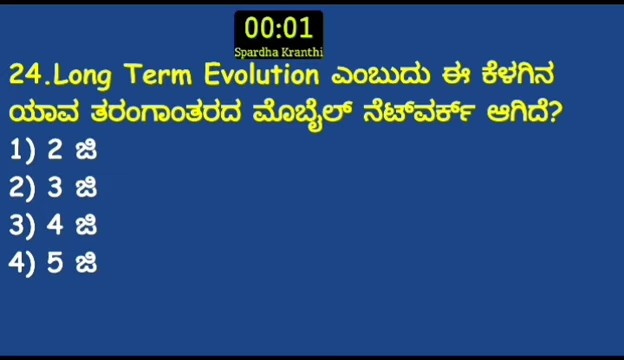 00:01
Spardha Kranthi
24.Long Term Evolution ಎಂಬುದು ಈ ಕೆಳಗಿನ
ಯಾವ ತರಂಗಾಂತರದ ಮೊಬೈಲ್ ನೆಟ್‌ವರ್ಕ್ ಆಗಿದೆ?
1) 2 ಜಿ
2) 3 ಜಿ
3) 4 ಜಿ
4) 5 ಜಿ